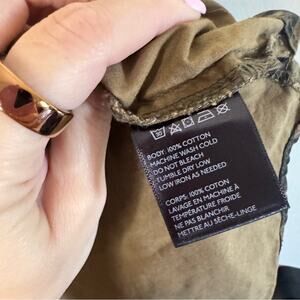 BODY: 100% COTTON
MACHINE WASH COLD
DO NOT BLEACH
TUMBLE DRY LOW
LOW IRON AS NEEDED
CORPS: 100% COTON
LAVAGE EN MACHINE À
TEMPÉRATURE FROIDE
NE PAS BLANCHIR
METTRE AU SÈCHE-LINGE